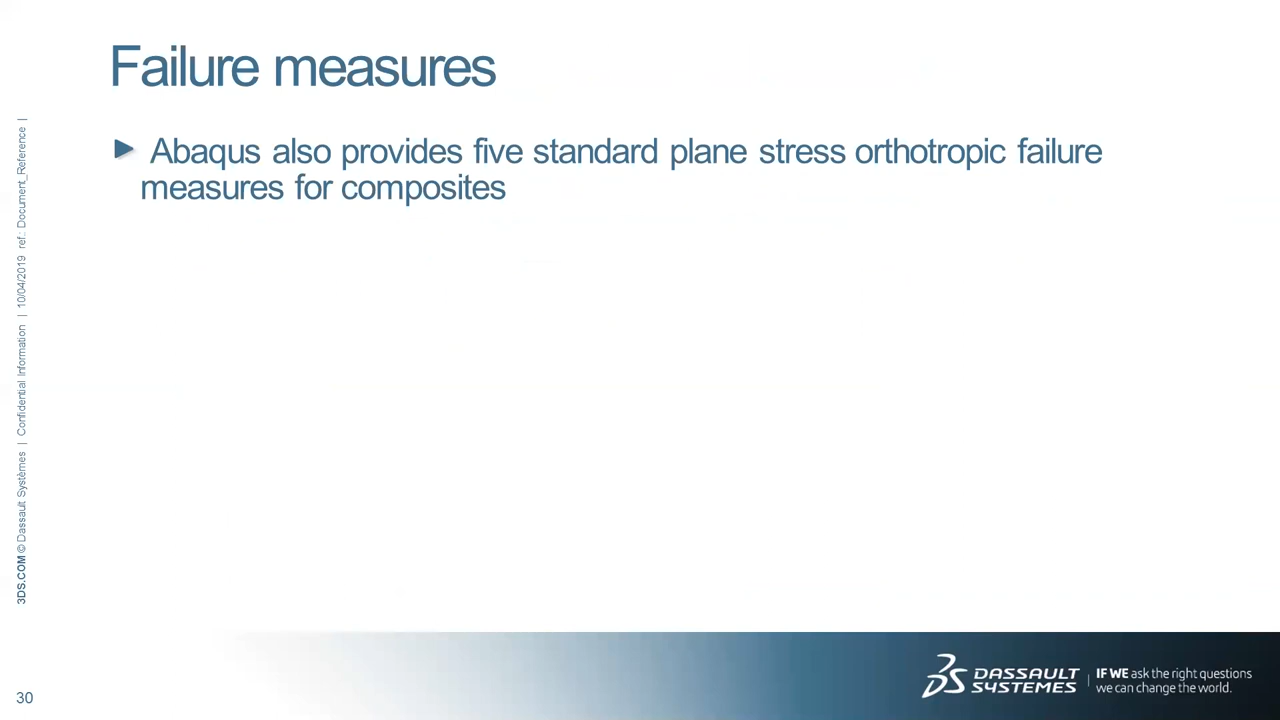 Failure measures
Abaqus also provides five standard plane stress orthotropic failure
measures for composites
3DS.COM © Dassault Systèmes | Confidential Information | 10/04/2019 ref.: Document_Reference |
30
DASSAULT
SYSTEMES
IF WE ask the right questions
we can change the world.